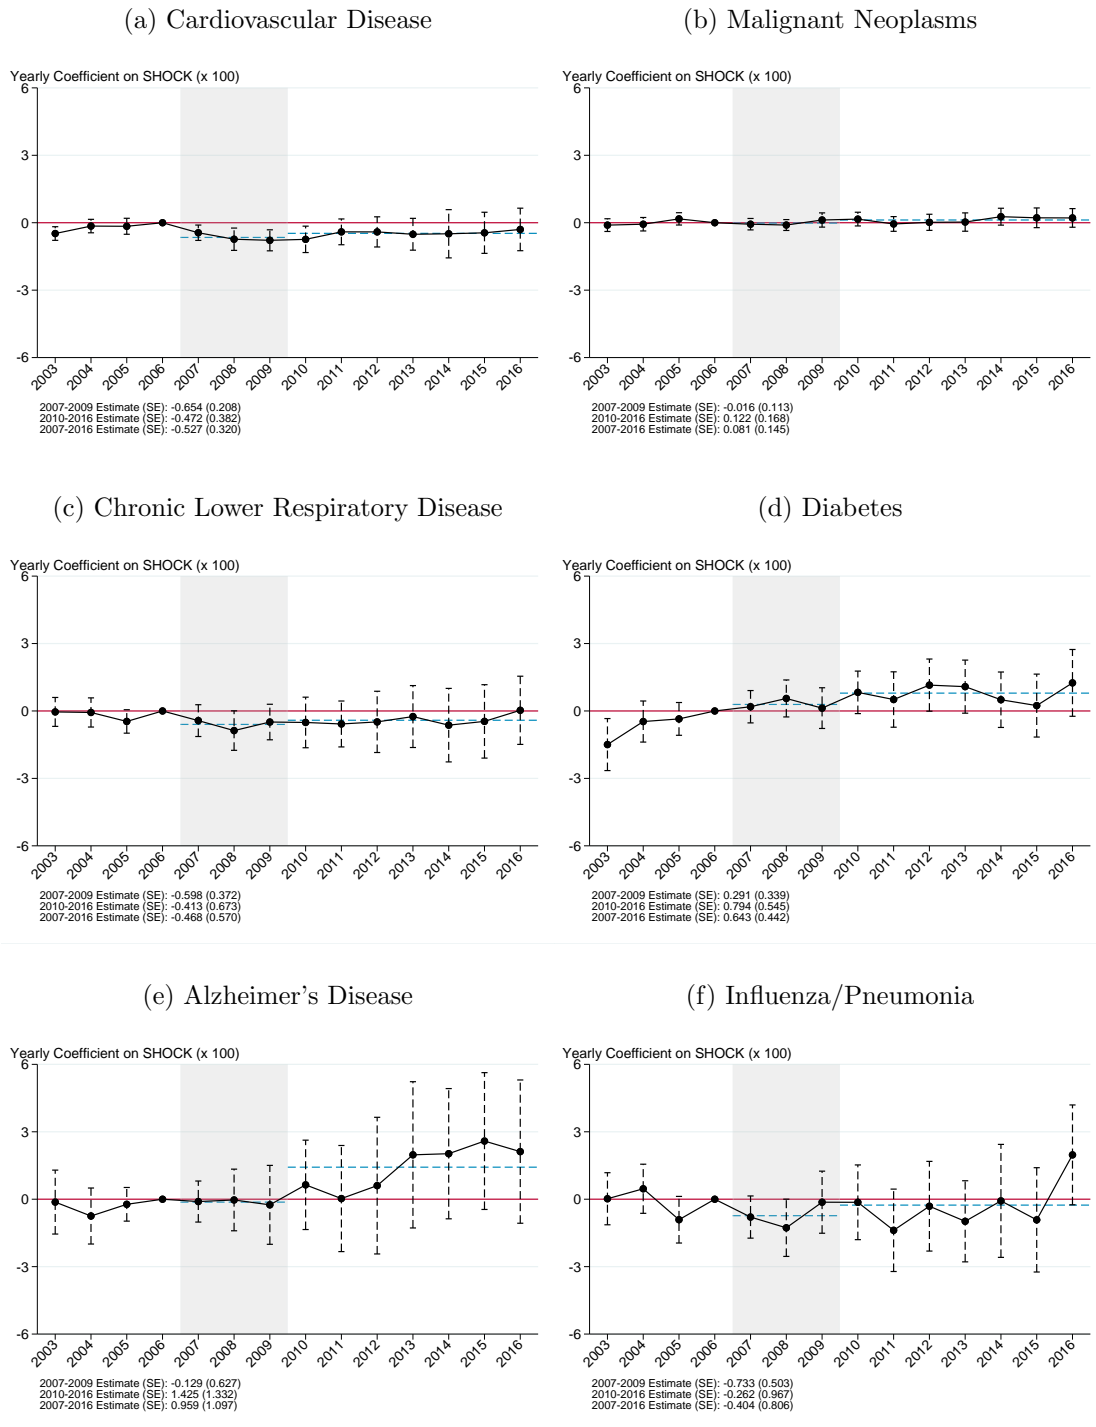 (a) Cardiovascular Disease
Yearly Coefficient on SHOCK (x 100)
6
3
0
-3
-6
2003 2004 2005 2006 2007 2008 2009 2010 2011 2012 2013 2014 2015 2016
2007-2009 Estimate (SE): -0.654 (0.208)
2010-2016 Estimate (SE): -0.472 (0.382)
2007-2016 Estimate (SE): -0.527 (0.320)
(b) Malignant Neoplasms
Yearly Coefficient on SHOCK (x 100)
6
3
0
-3
-6
2003 2004 2005 2006 2007 2008 2009 2010 2011 2012 2013 2014 2015 2016
2007-2009 Estimate (SE): -0.016 (0.113)
2010-2016 Estimate (SE): 0.122 (0.168)
2007-2016 Estimate (SE): 0.081 (0.145)
(c) Chronic Lower Respiratory Disease
Yearly Coefficient on SHOCK (x 100)
6
3
0
-3
-6
2003 2004 2005 2006 2007 2008 2009 2010 2011 2012 2013 2014 2015 2016
2007-2009 Estimate (SE): -0.598 (0.372)
2010-2016 Estimate (SE): -0.413 (0.673)
2007-2016 Estimate (SE): -0.468 (0.570)
(d) Diabetes
Yearly Coefficient on SHOCK (x 100)
6
3
0
-3
-6
2003 2004 2005 2006 2007 2008 2009 2010 2011 2012 2013 2014 2015 2016
2007-2009 Estimate (SE): 0.291 (0.339)
2010-2016 Estimate (SE): 0.794 (0.545)
2007-2016 Estimate (SE): 0.643 (0.442)
(e) Alzheimer's Disease
Yearly Coefficient on SHOCK (x 100)
6
3
0
-3
-6
2003 2004 2005 2006 2007 2008 2009 2010 2011 2012 2013 2014 2015 2016
2007-2009 Estimate (SE): -0.129 (0.627)
2010-2016 Estimate (SE): 1.425 (1.332)
2007-2016 Estimate (SE): 0.959 (1.097)
(f) Influenza/Pneumonia
Yearly Coefficient on SHOCK (x 100)
6
3
0
-3
-6
2003 2004 2005 2006 2007 2008 2009 2010 2011 2012 2013 2014 2015 2016
2007-2009 Estimate (SE): -0.733 (0.503)
2010-2016 Estimate (SE): -0.262 (0.967)
2007-2016 Estimate (SE): -0.404 (0.806)